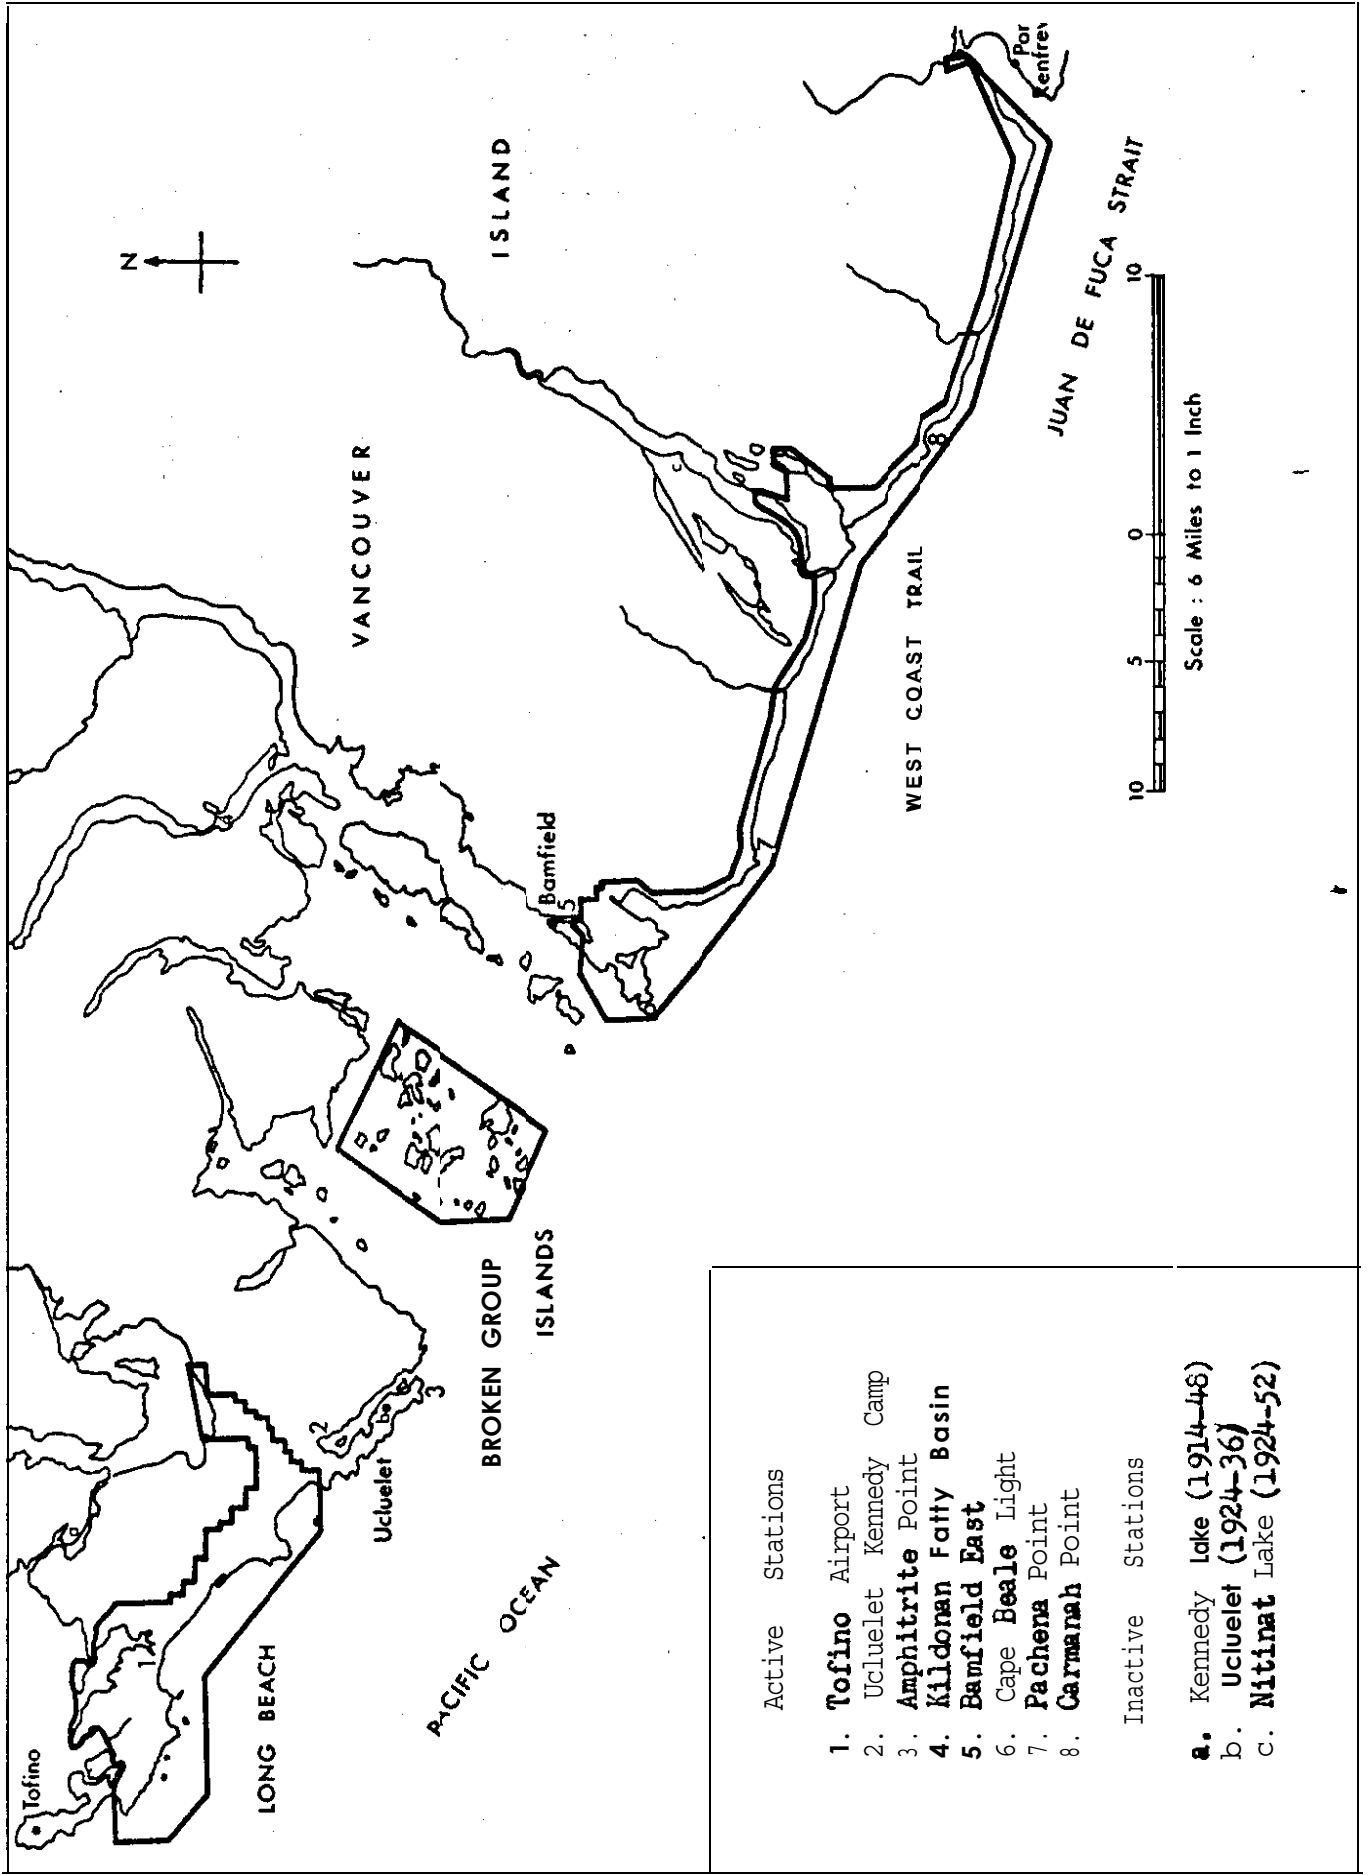 Tofino
1
LONG BEACH
a
2
b
3
Ucluelet
PACIFIC OCEAN
BROKEN GROUP
ISLANDS
4
Bamfield
5
6
7
VANCOUVER
ISLAND
N
c
8
WEST COAST TRAIL
JUAN DE FUCA STRAIT
Por
Renfrew
10 5 0 10
Scale : 6 Miles to 1 Inch
Active Stations
1. Tofino Airport
2. Ucluelet Kennedy Camp
3. Amphitrite Point
4. Kildonan Fatty Basin
5. Bamfield East
6. Cape Beale Light
7. Pachena Point
8. Carmanah Point
Inactive Stations
a. Kennedy Lake (1914-48)
b. Ucluelet (1924-36)
c. Nitinat Lake (1924-52)